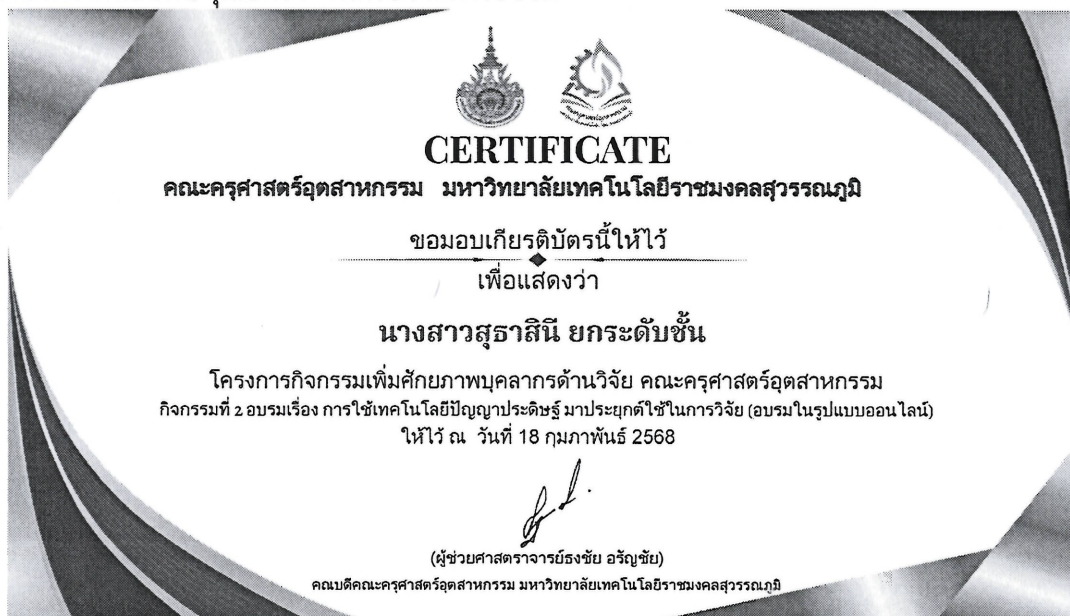 CERTIFICATE
คณะครุศาสตร์อุตสาหกรรม มหาวิทยาลัยเทคโนโลยีราชมงคลสุวรรณภูมิ
ขอมอบเกียรติบัตรนี้ให้ไว้
เพื่อแสดงว่า
นางสาวสุธาสินี ยกระดับชั้น
โครงการกิจกรรมเพิ่มศักยภาพบุคลากรด้านวิจัย คณะครุศาสตร์อุตสาหกรรม
กิจกรรมที่ 2 อบรมเรื่อง การใช้เทคโนโลยีปัญญาประดิษฐ์ มาประยุกต์ใช้ในการวิจัย (อบรมในรูปแบบออนไลน์)
ให้ไว้ ณ วันที่ 18 กุมภาพันธ์ 2568
(ผู้ช่วยศาสตราจารย์ธงชัย อรัญชัย)
คณบดีคณะครุศาสตร์อุตสาหกรรม มหาวิทยาลัยเทคโนโลยีราชมงคลสุวรรณภูมิ